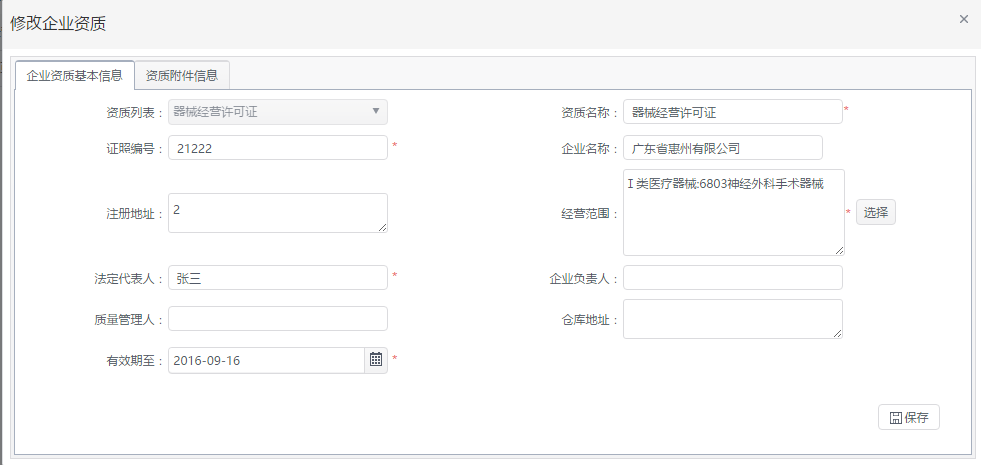 修改企业资质
×
企业资质基本信息 资质附件信息
资质列表： 器械经营许可证 资质名称： 器械经营许可证 *
证照编号： 21222 * 企业名称： 广东省惠州有限公司
注册地址： 2 经营范围： I 类医疗器械:6803神经外科手术器械 * 选择
法定代表人： 张三 * 企业负责人：
质量管理人： 仓库地址：
有效期至： 2016-09-16 *
保存